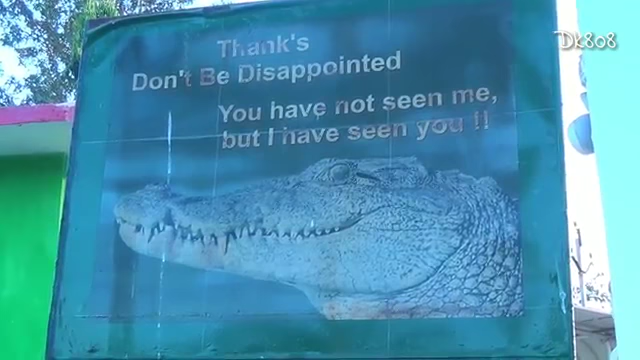 Dk808
Thank's
Don't Be Disappointed
You have not seen me,
but I have seen you !!